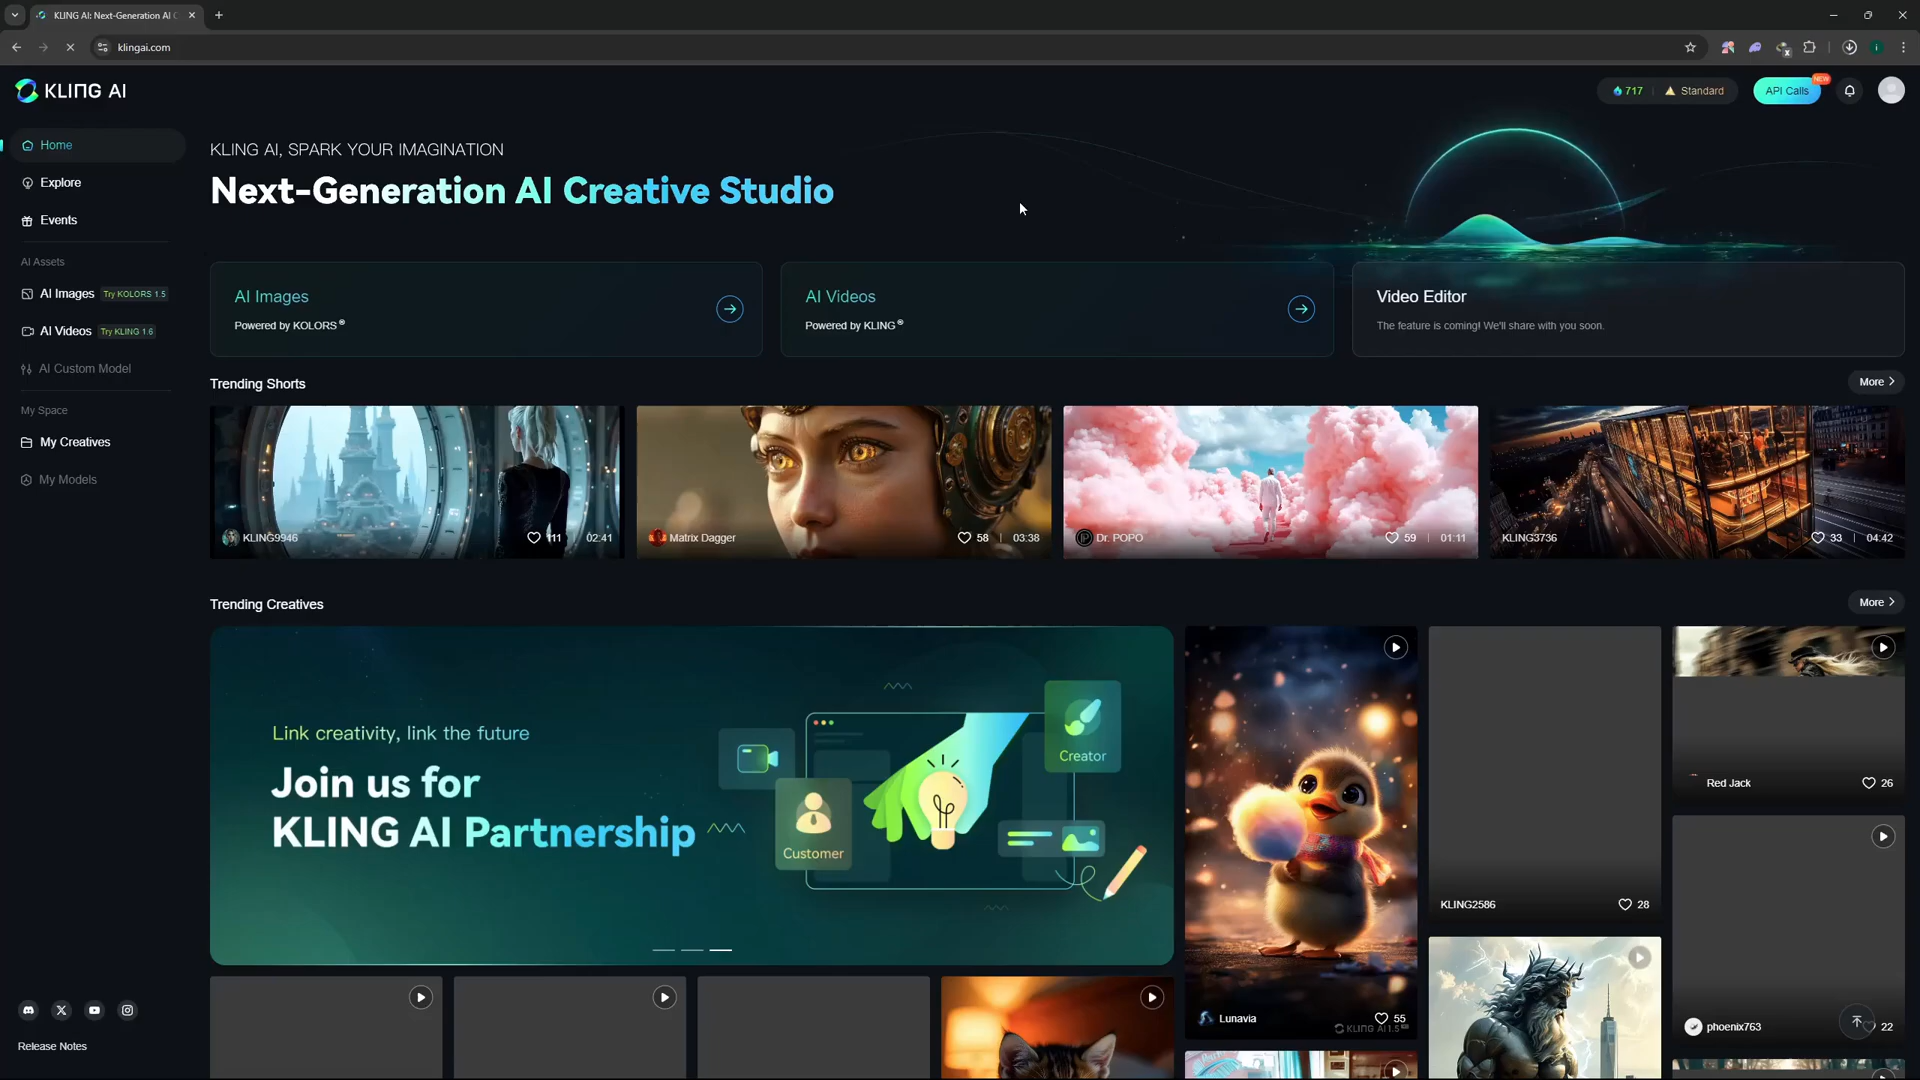 KLING AI: Next-Generation AI C
klingai.com
KLING AI
717
Standard
API Calls
NEW
Home
Explore
Events
AI Assets
AI Images
Try KOLORS 1.5
AI Videos
Try KLING 1.6
AI Custom Model
My Space
My Creatives
My Models
KLING AI, SPARK YOUR IMAGINATION
Next-Generation AI Creative Studio
AI Images
Powered by KOLORS®
AI Videos
Powered by KLING®
Video Editor
The feature is coming! We'll share with you soon.
Trending Shorts
More
KLING9946
111
02:41
Matrix Dagger
58
03:38
Dr. POPO
59
01:11
KLING3736
33
04:42
Trending Creatives
More
Link creativity, link the future
Join us for
KLING AI Partnership
Creator
Customer
Lunavia
55
KLING AI 1.5
KLING2586
28
Red Jack
26
phoenix763
22
Release Notes